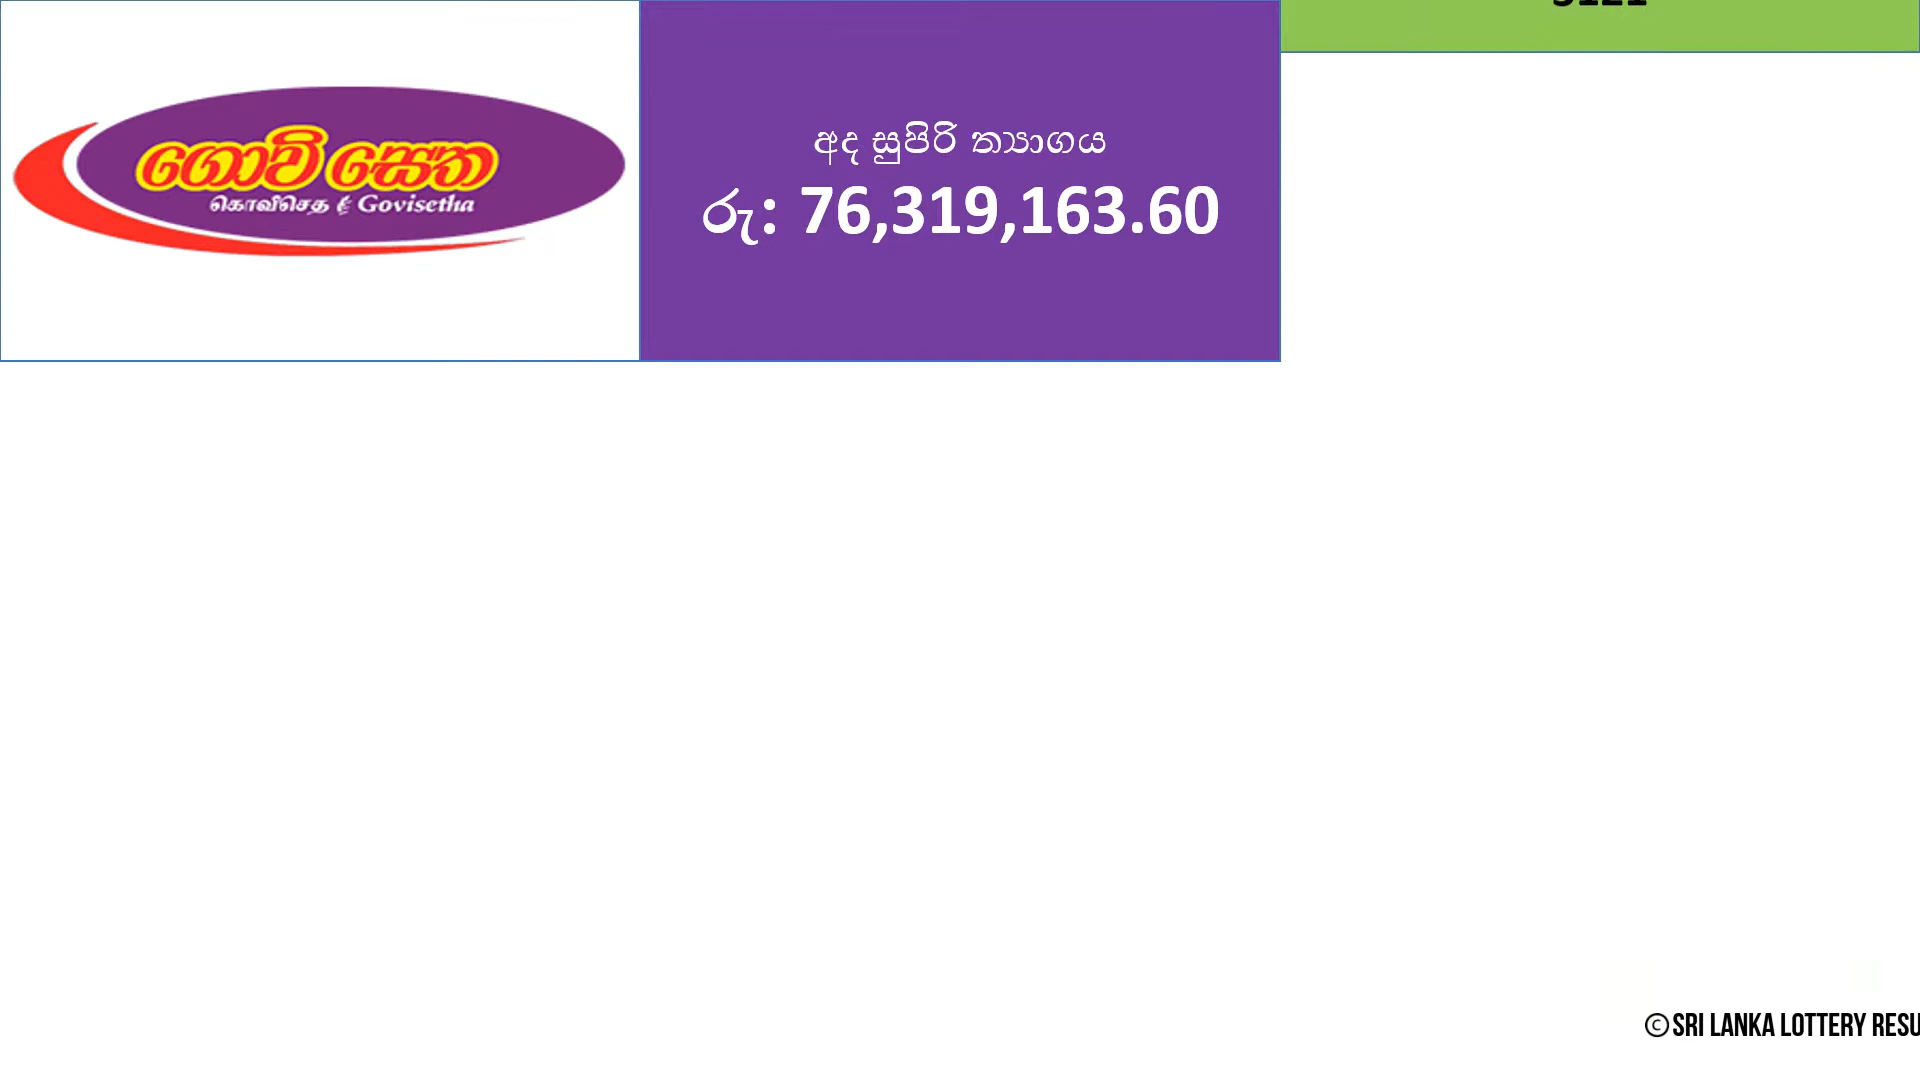 ගොවි සෙත
கொவிசெத Govisetha
අද සුපිරි ත්‍යාගය
රු: 76,319,163.60
©SRI LANKA LOTTERY RESU